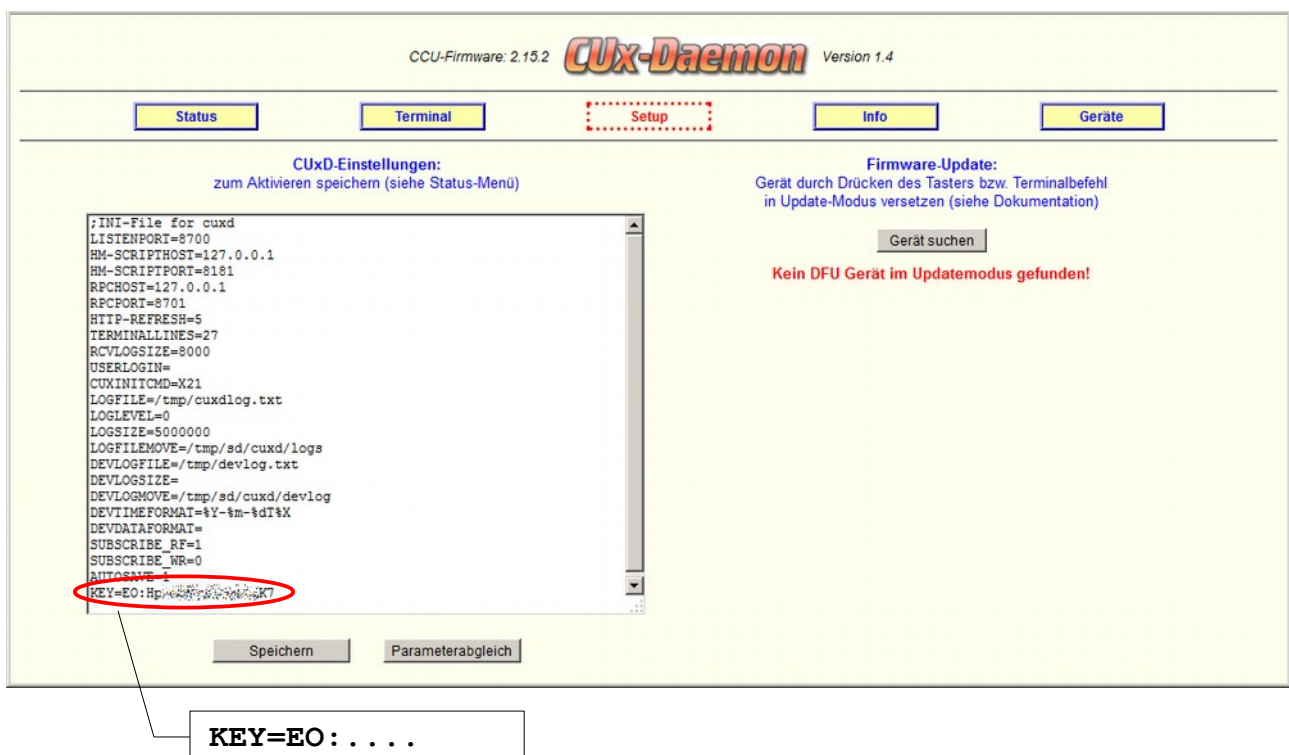 CCU-Firmware: 2.15.2 CUx-Daemon Version 1.4
Status Terminal Setup Info Geräte
CUxD-Einstellungen:
zum Aktivieren speichern (siehe Status-Menü)
;INI-File for cuxd
LISTENPORT=8700
HM-SCRIPTHOST=127.0.0.1
HM-SCRIPTPORT=8181
RPCHOST=127.0.0.1
RPCPORT=8701
HTTP-REFRESH=5
TERMINALLINES=27
RCVLOGSIZE=8000
USERLOGIN=
CUXINITCMD=X21
LOGFILE=/tmp/cuxdlog.txt
LOGLEVEL=0
LOGSIZE=5000000
LOGFILEMOVE=/tmp/sd/cuxd/logs
DEVLOGFILE=/tmp/devlog.txt
DEVLOGSIZE=
DEVLOGMOVE=/tmp/sd/cuxd/devlog
DEVTIMEFORMAT=%Y-%m-%dT%X
DEVDATAFORMAT=
SUBSCRIBE_RF=1
SUBSCRIBE_WR=0
AUTOSAVE=1
KEY=EO:Hp K7
Speichern Parameterabgleich
Firmware-Update:
Gerät durch Drücken des Tasters bzw. Terminalbefehl
in Update-Modus versetzen (siehe Dokumentation)
Gerät suchen
Kein DFU Gerät im Updatemodus gefunden!
KEY=EO:....